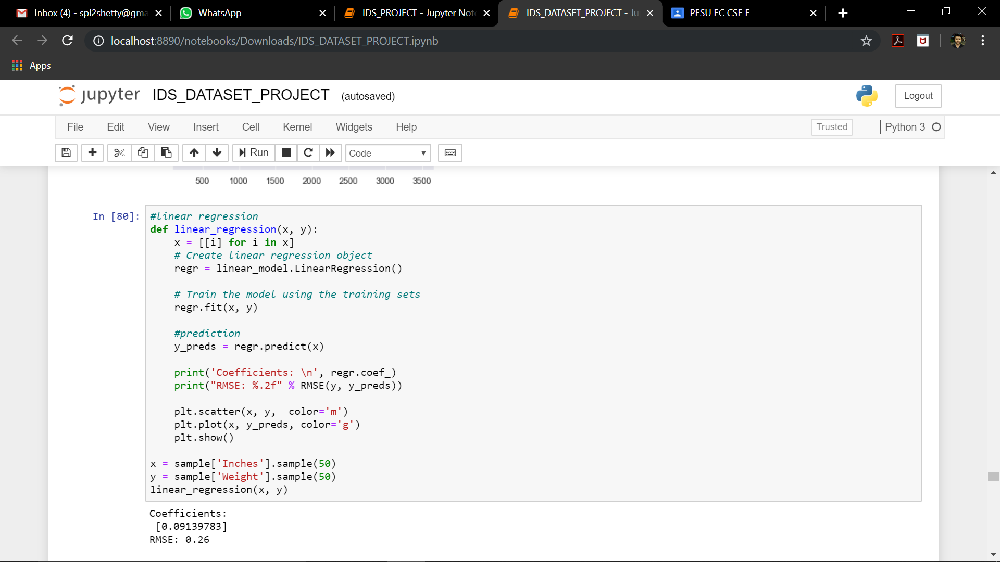 Inbox (4) - spl2shetty@gma
WhatsApp
IDS_PROJECT - Jupyter Not
IDS_DATASET_PROJECT - Ju
PESU EC CSE F
localhost:8890/notebooks/Downloads/IDS_DATASET_PROJECT.ipynb
Apps
jupyter IDS_DATASET_PROJECT (autosaved)
Logout
File Edit View Insert Cell Kernel Widgets Help
Trusted
Python 3
Run
Code
500 1000 1500 2000 2500 3000 3500
In [80]:
#linear regression
def linear_regression(x, y):
    x = [[i] for i in x]
    # Create linear regression object
    regr = linear_model.LinearRegression()
    # Train the model using the training sets
    regr.fit(x, y)
    #prediction
    y_preds = regr.predict(x)
    print('Coefficients: \n', regr.coef_)
    print("RMSE: %.2f" % RMSE(y, y_preds))
    plt.scatter(x, y,  color='m')
    plt.plot(x, y_preds, color='g')
    plt.show()
x = sample['Inches'].sample(50)
y = sample['Weight'].sample(50)
linear_regression(x, y)
Coefficients:
 [0.09139783]
RMSE: 0.26